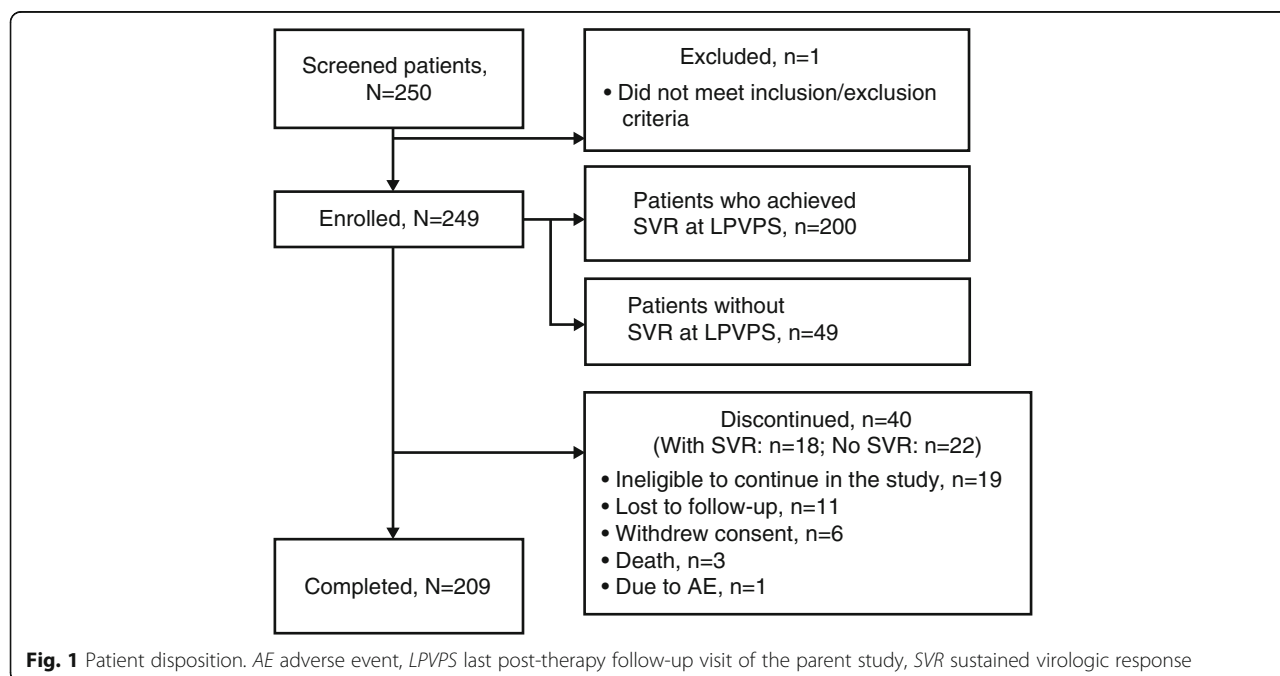 Screened patients,
N=250
Excluded, n=1
• Did not meet inclusion/exclusion
criteria
Enrolled, N=249
Patients who achieved
SVR at LPVPS, n=200
Patients without
SVR at LPVPS, n=49
Discontinued, n=40
(With SVR: n=18; No SVR: n=22)
• Ineligible to continue in the study, n=19
• Lost to follow-up, n=11
• Withdrew consent, n=6
• Death, n=3
• Due to AE, n=1
Completed, N=209
Fig. 1 Patient disposition. AE adverse event, LPVPS last post-therapy follow-up visit of the parent study, SVR sustained virologic response